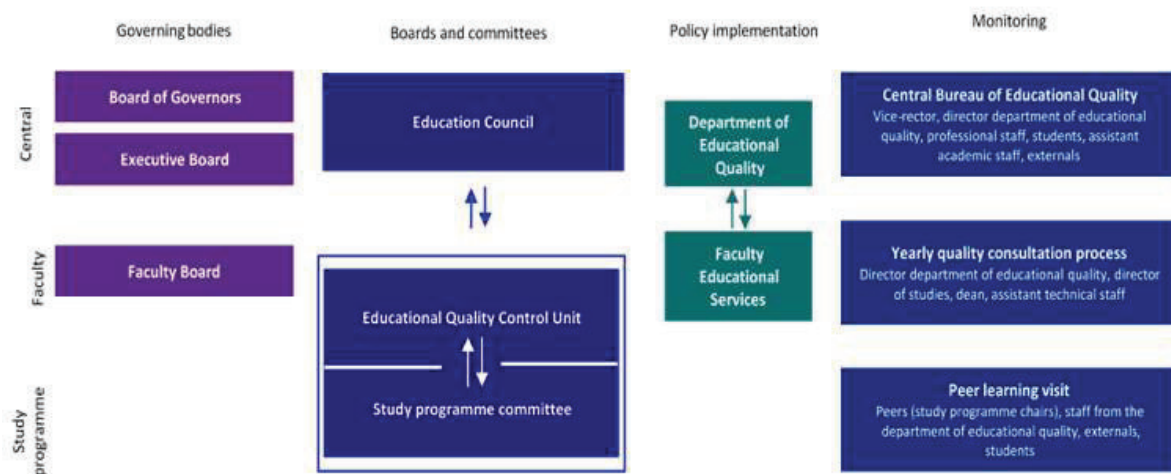 Governing bodies
Boards and committees
Policy implementation
Monitoring
Central
Board of Governors
Executive Board
Education Council
Department of
Educational
Quality
Central Bureau of Educational Quality
Vice-rector, director department of educational
quality, professional staff, students, assistant
academic staff, externals
Faculty
Faculty Board
Educational Quality Control Unit
Faculty
Educational
Services
Yearly quality consultation process
Director department of educational quality, director
of studies, dean, assistant technical staff
Study
programme
Study programme committee
Peer learning visit
Peers (study programme chairs), staff from the
department of educational quality, externals,
students